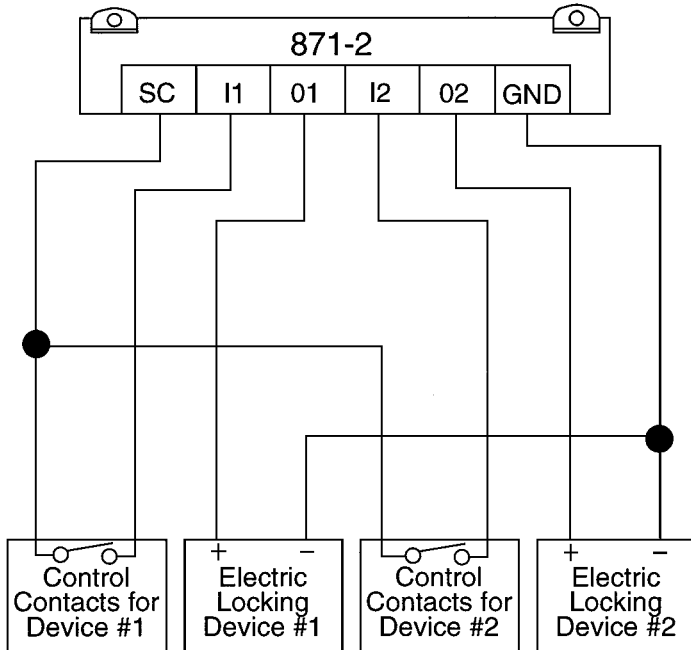 871-2
SC I1 01 I2 02 GND
+ − + −
Control Contacts for Device #1
Electric Locking Device #1
Control Contacts for Device #2
Electric Locking Device #2